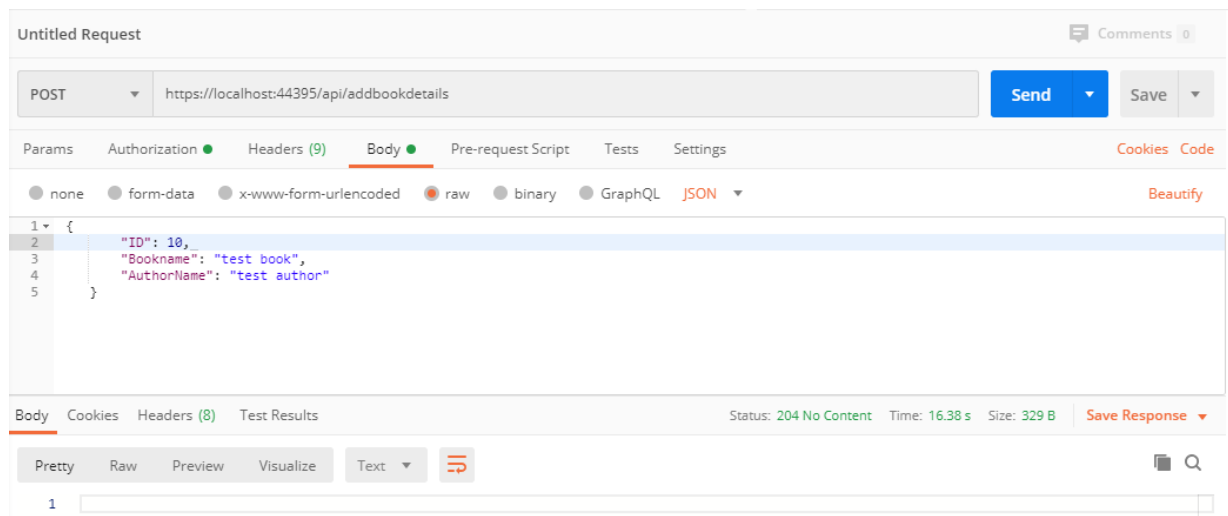 Untitled Request Comments 0
POST https://localhost:44395/api/addbookdetails Send Save
Params Authorization Headers (9) Body Pre-request Script Tests Settings Cookies Code
none form-data x-www-form-urlencoded raw binary GraphQL JSON Beautify
1 {
2 "ID": 10,_
3 "Bookname": "test book",
4 "AuthorName": "test author"
5 }
Body Cookies Headers (8) Test Results Status: 204 No Content Time: 16.38 s Size: 329 B Save Response
Pretty Raw Preview Visualize Text
1